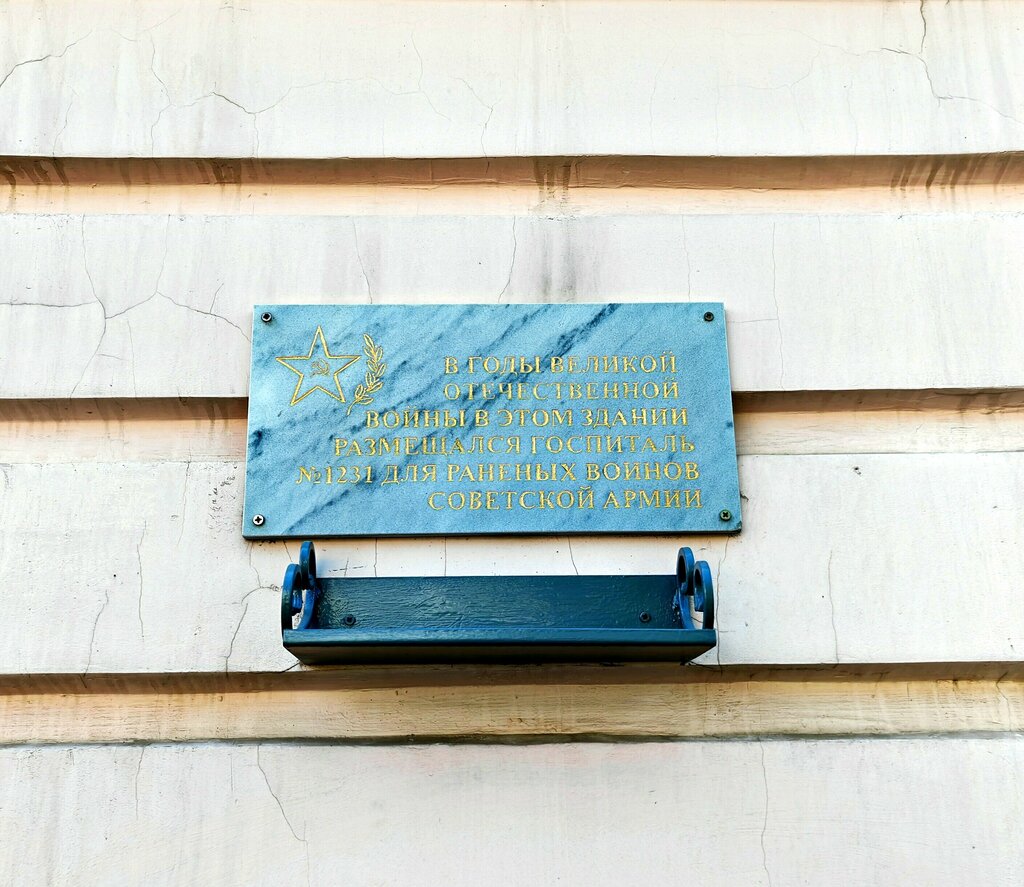 В ГОДЫ ВЕЛИКОЙ
ОТЕЧЕСТВЕННОЙ
ВОЙНЫ В ЭТОМ ЗДАНИИ
РАЗМЕЩАЛСЯ ГОСПИТАЛЬ
№1231 ДЛЯ РАНЕНЫХ ВОИНОВ
СОВЕТСКОЙ АРМИИ